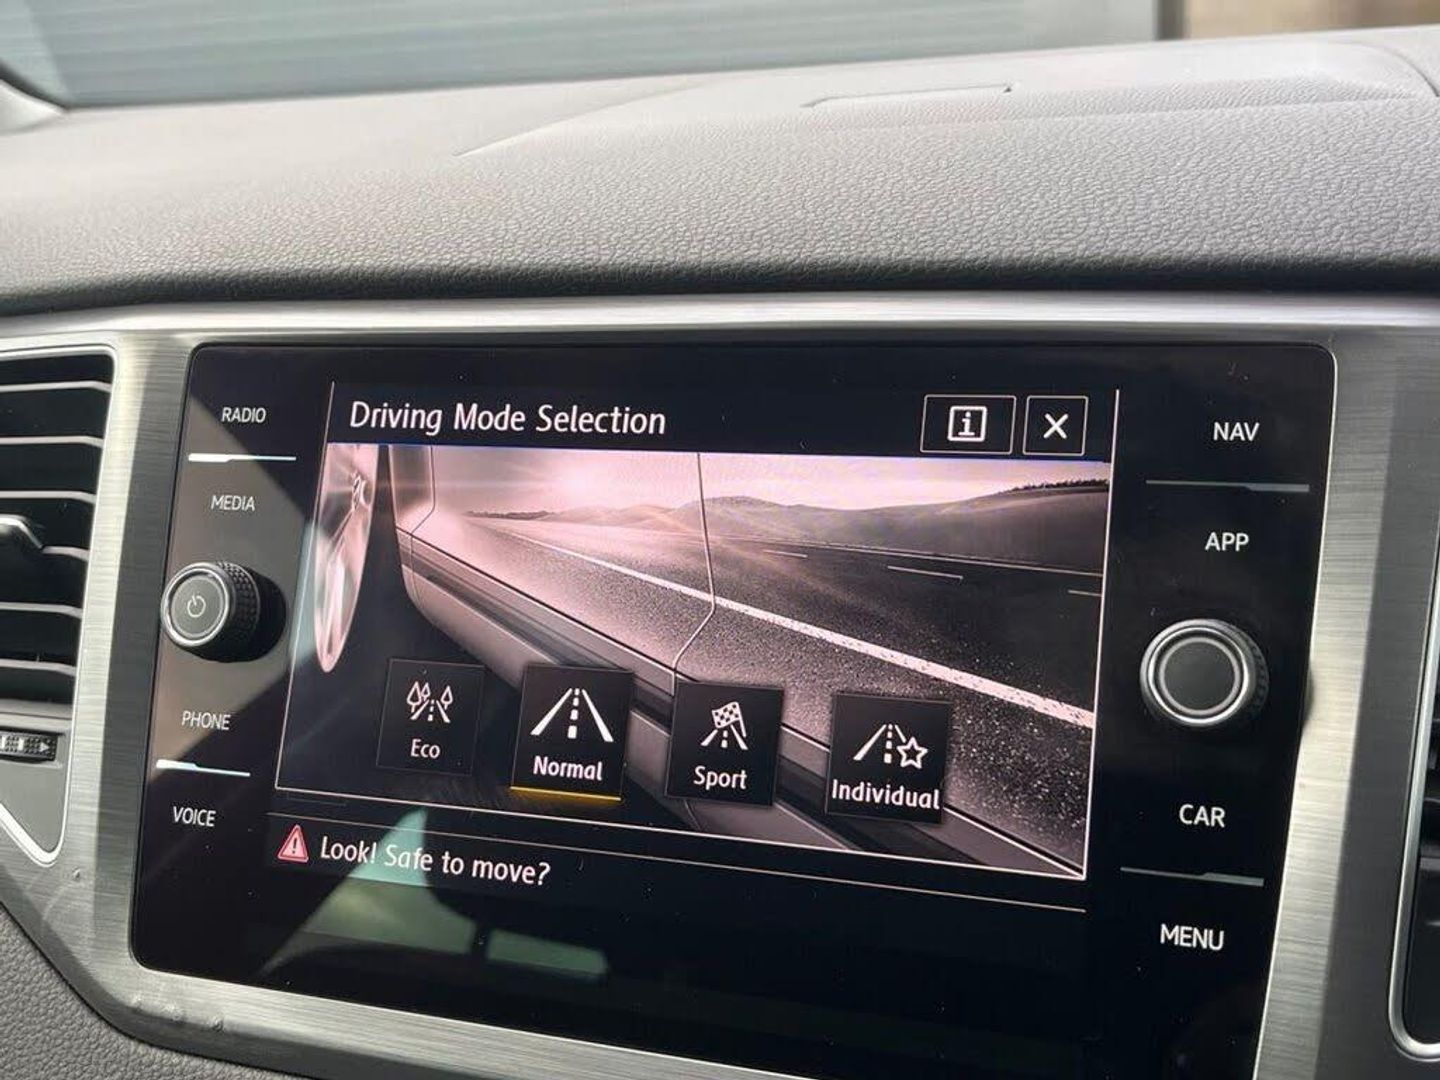 RADIO
MEDIA
PHONE
VOICE
Driving Mode Selection
i
Eco
Normal
Sport
Individual
Look! Safe to move?
NAV
APP
CAR
MENU